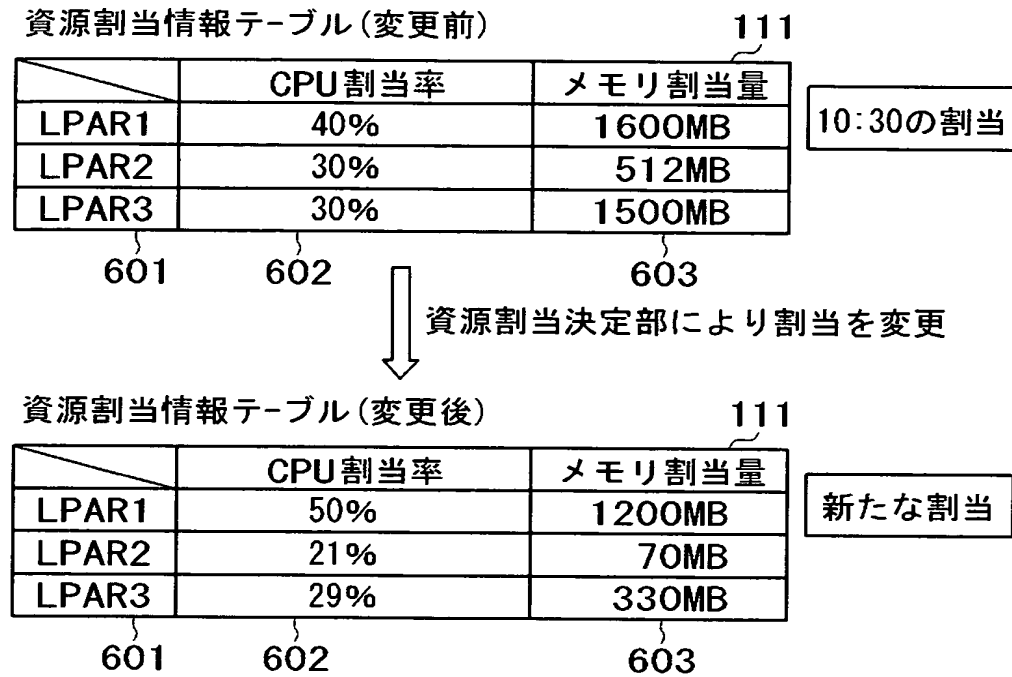 資源割当情報テーブル(変更前) 111
CPU割当率 メモリ割当量
LPAR1 40% 1600MB 10:30の割当
LPAR2 30% 512MB
LPAR3 30% 1500MB
601 602 603
資源割当決定部により割当を変更
資源割当情報テーブル(変更後) 111
CPU割当率 メモリ割当量
LPAR1 50% 1200MB 新たな割当
LPAR2 21% 70MB
LPAR3 29% 330MB
601 602 603